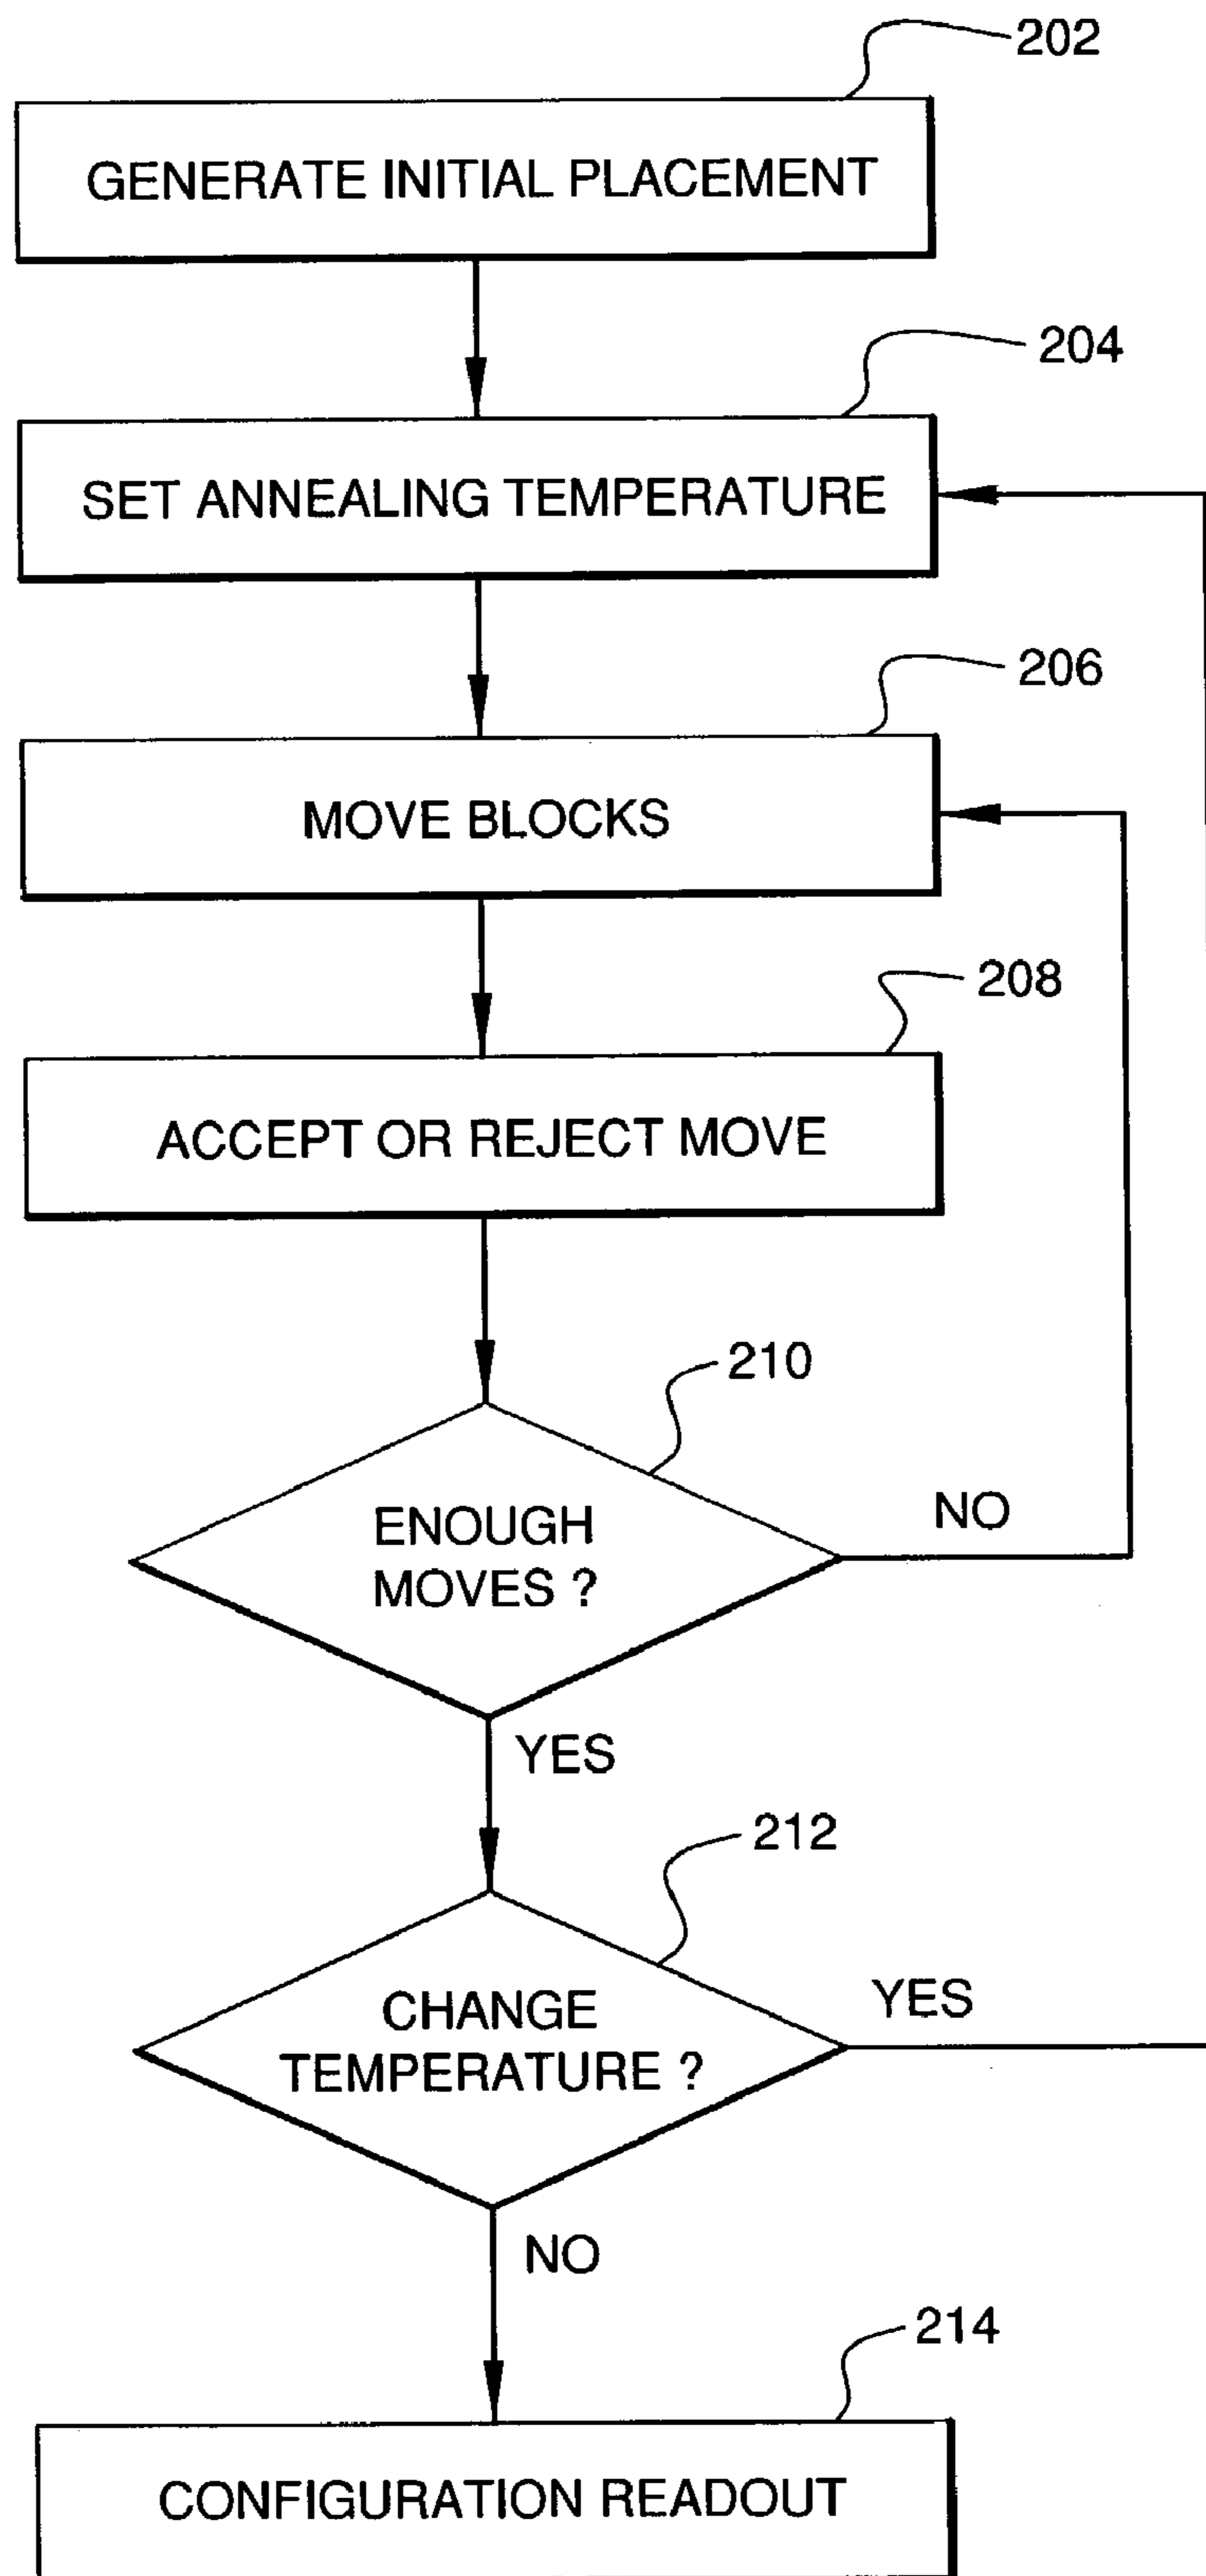 202
GENERATE INITIAL PLACEMENT
204
SET ANNEALING TEMPERATURE
206
MOVE BLOCKS
208
ACCEPT OR REJECT MOVE
210
ENOUGH
MOVES ?
NO
YES
212
CHANGE
TEMPERATURE ?
YES
NO
214
CONFIGURATION READOUT